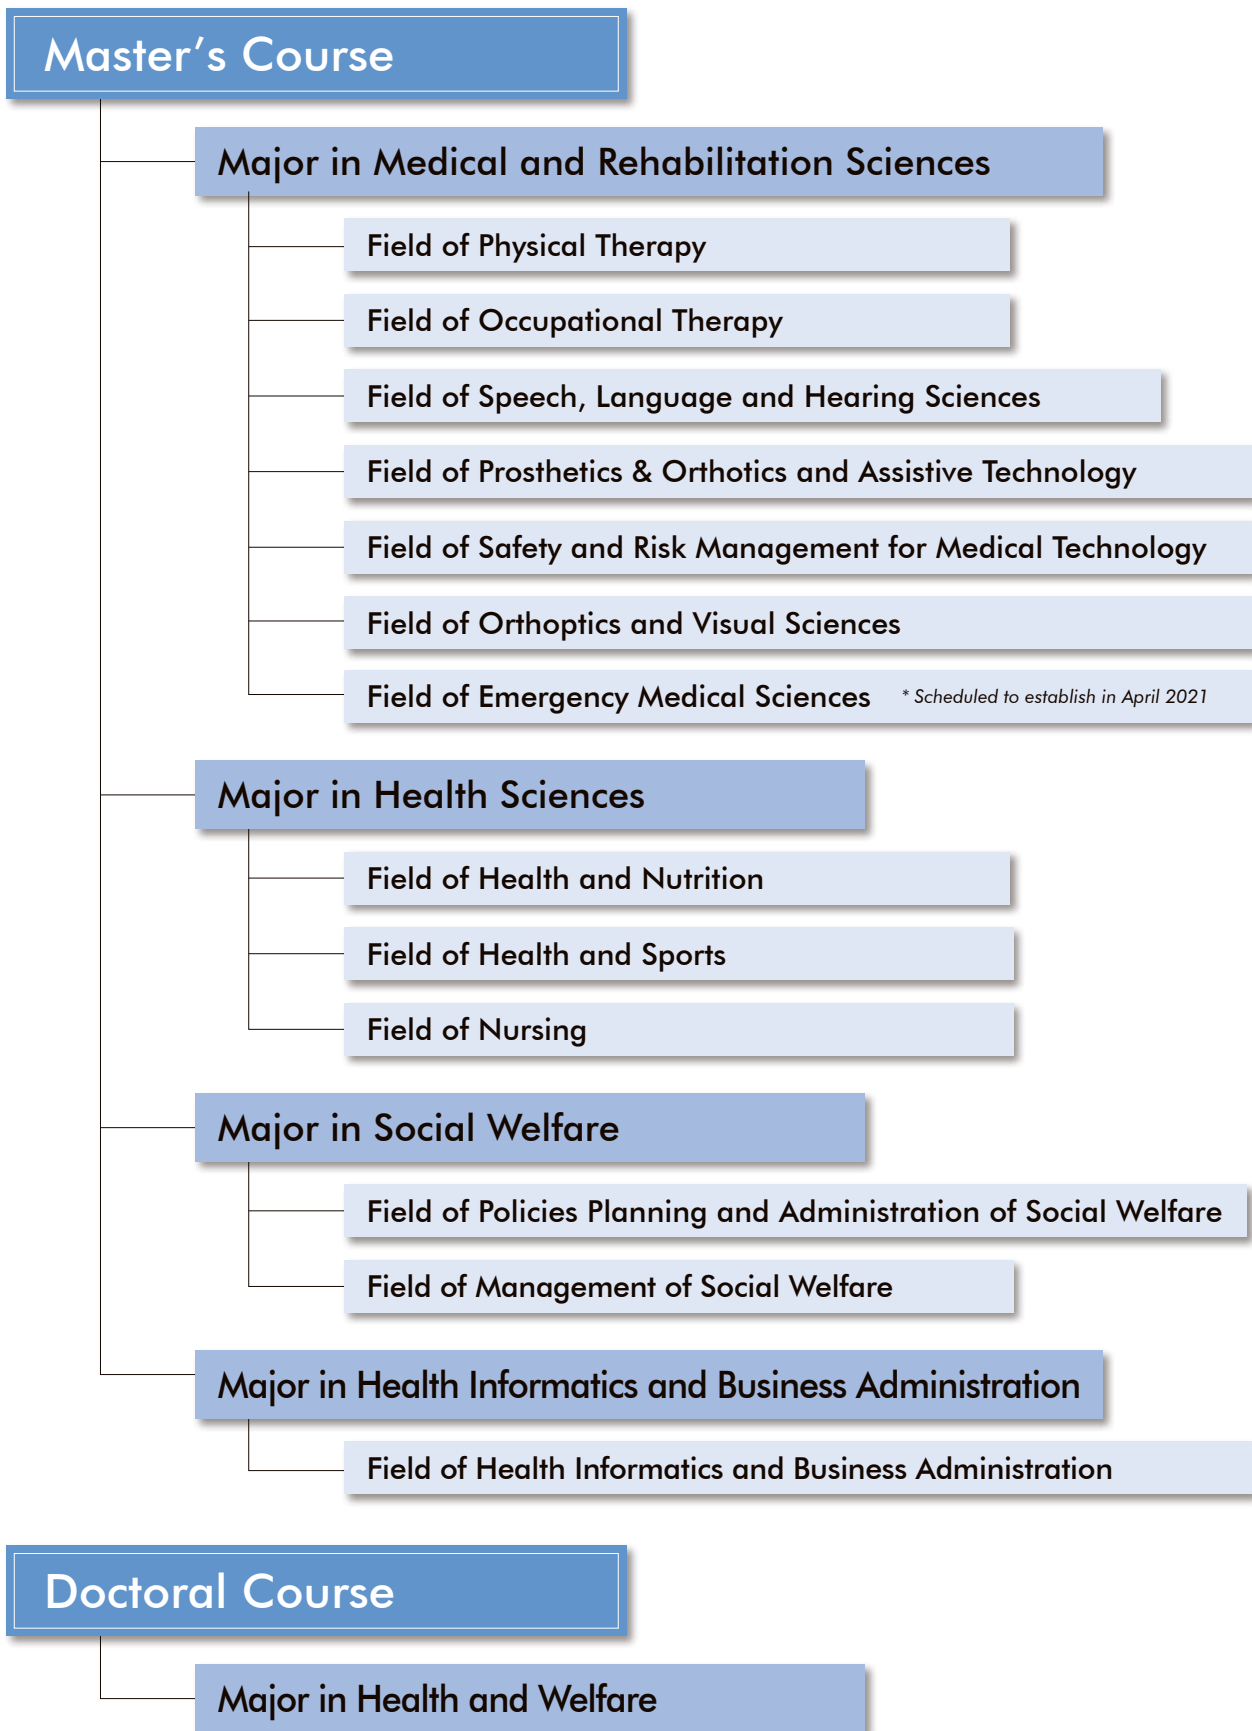 Master’s Course
Major in Medical and Rehabilitation Sciences
Field of Physical Therapy
Field of Occupational Therapy
Field of Speech, Language and Hearing Sciences
Field of Prosthetics & Orthotics and Assistive Technology
Field of Safety and Risk Management for Medical Technology
Field of Orthoptics and Visual Sciences
Field of Emergency Medical Sciences * Scheduled to establish in April 2021
Major in Health Sciences
Field of Health and Nutrition
Field of Health and Sports
Field of Nursing
Major in Social Welfare
Field of Policies Planning and Administration of Social Welfare
Field of Management of Social Welfare
Major in Health Informatics and Business Administration
Field of Health Informatics and Business Administration
Doctoral Course
Major in Health and Welfare